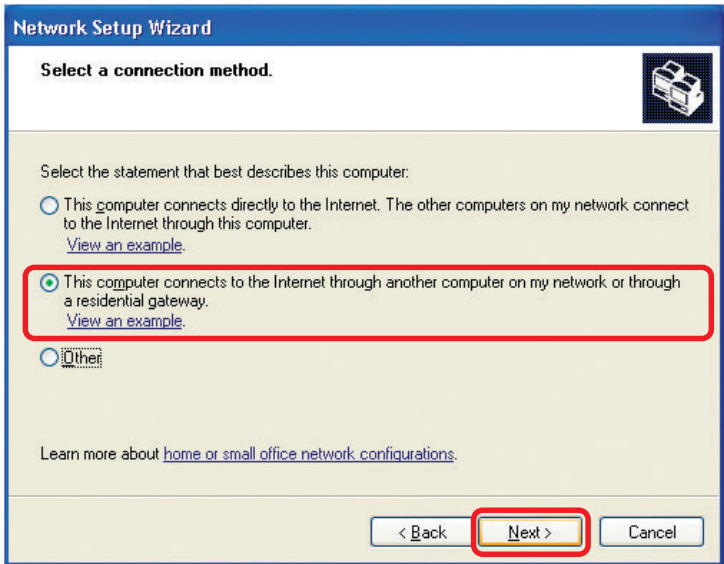 Network Setup Wizard
Select a connection method.
Select the statement that best describes this computer:
This computer connects directly to the Internet. The other computers on my network connect
to the Internet through this computer.
View an example.
This computer connects to the Internet through another computer on my network or through
a residential gateway.
View an example.
Other
Learn more about home or small office network configurations.
< Back Next > Cancel